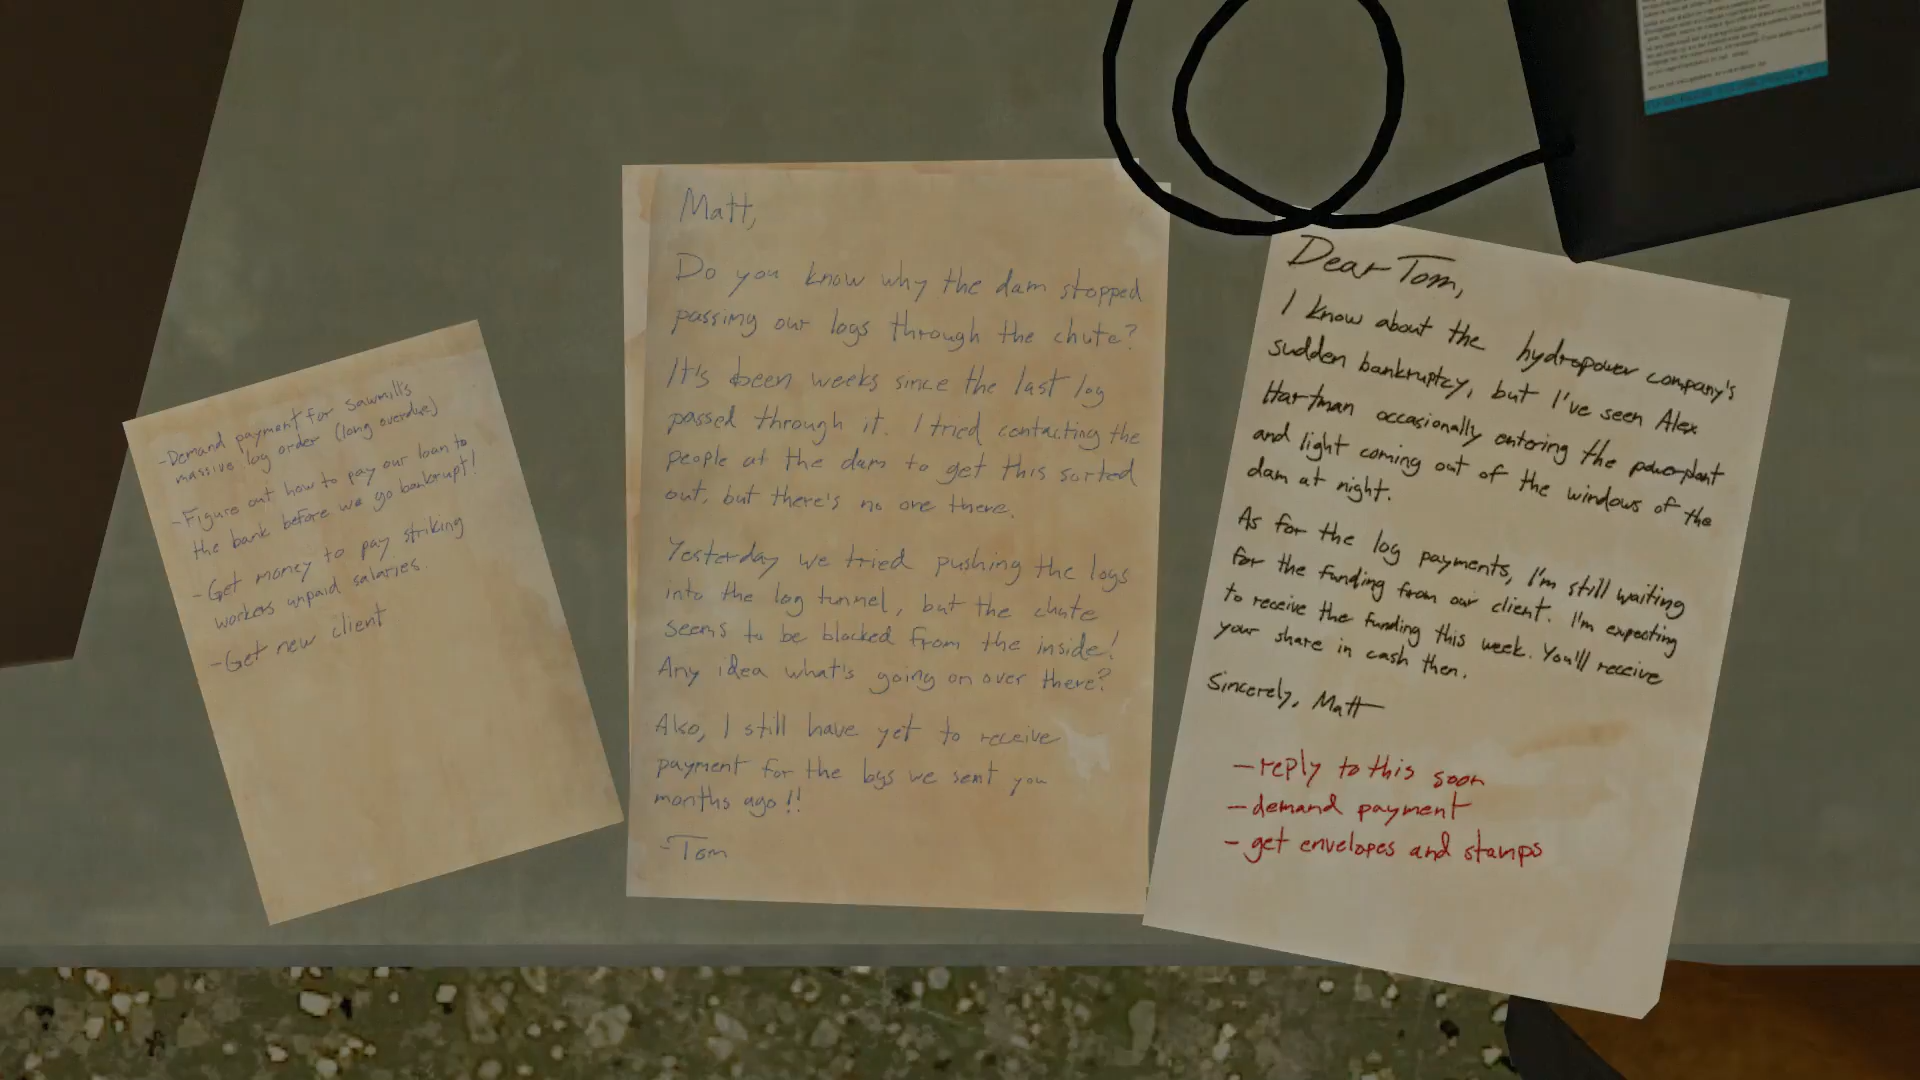 -Demand payment for sawmill's
massive log order (long overdue)
-Figure out how to pay our loan to
the bank before we go bankrupt!
-Get money to pay striking
workers unpaid salaries.
-Get new client
Matt,
Do you know why the dam stopped
passing our logs through the chute?
It's been weeks since the last log
passed through it. I tried contacting the
people at the dam to get this sorted
out, but there's no one there.
Yesterday we tried pushing the logs
into the log tunnel, but the chute
seems to be blocked from the inside!
Any idea what's going on over there?
Also, I still have yet to receive
payment for the logs we sent you
months ago!!
-Tom
Dear Tom,
I know about the hydropower company's
sudden bankruptcy, but I've seen Alex
Hartman occasionally entering the powerplant
and light coming out of the windows of the
dam at night.
As for the log payments, I'm still waiting
for the funding from our client. I'm expecting
to receive the funding this week. You'll receive
your share in cash then.
Sincerely, Matt
-reply to this soon
-demand payment
-get envelopes and stamps